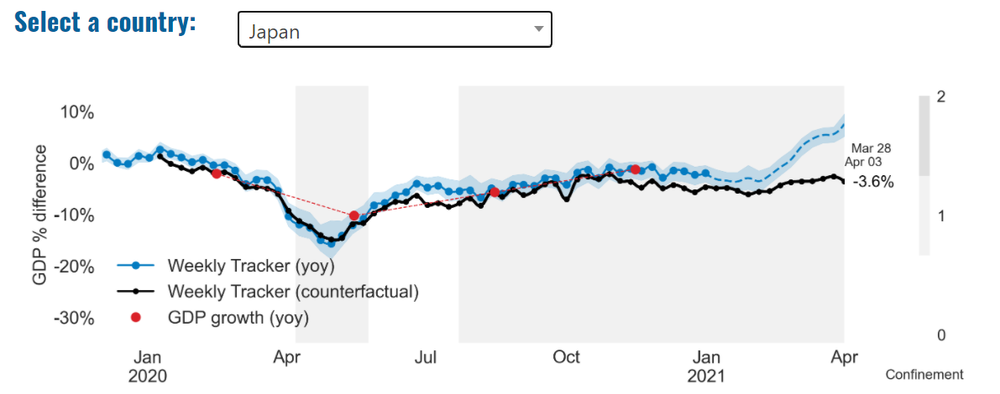 Select a country:
Japan
GDP % difference
10%
0%
-10%
-20%
-30%
Weekly Tracker (yoy)
Weekly Tracker (counterfactual)
GDP growth (yoy)
Mar 28
Apr 03
-3.6%
Jan
2020
Apr
Jul
Oct
Jan
2021
Apr
2
1
0
Confinement